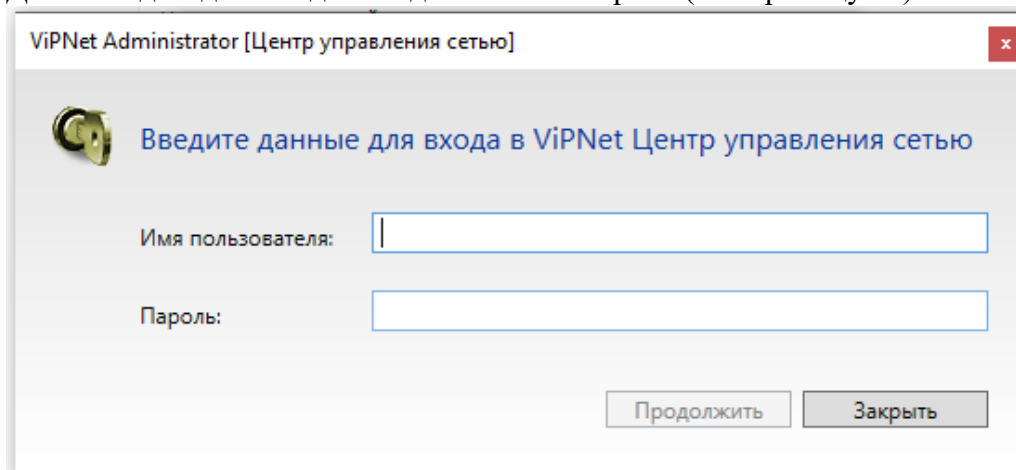 ViPNet Administrator [Центр управления сетью]
x
Введите данные для входа в ViPNet Центр управления сетью
Имя пользователя:
Пароль:
Продолжить Закрыть